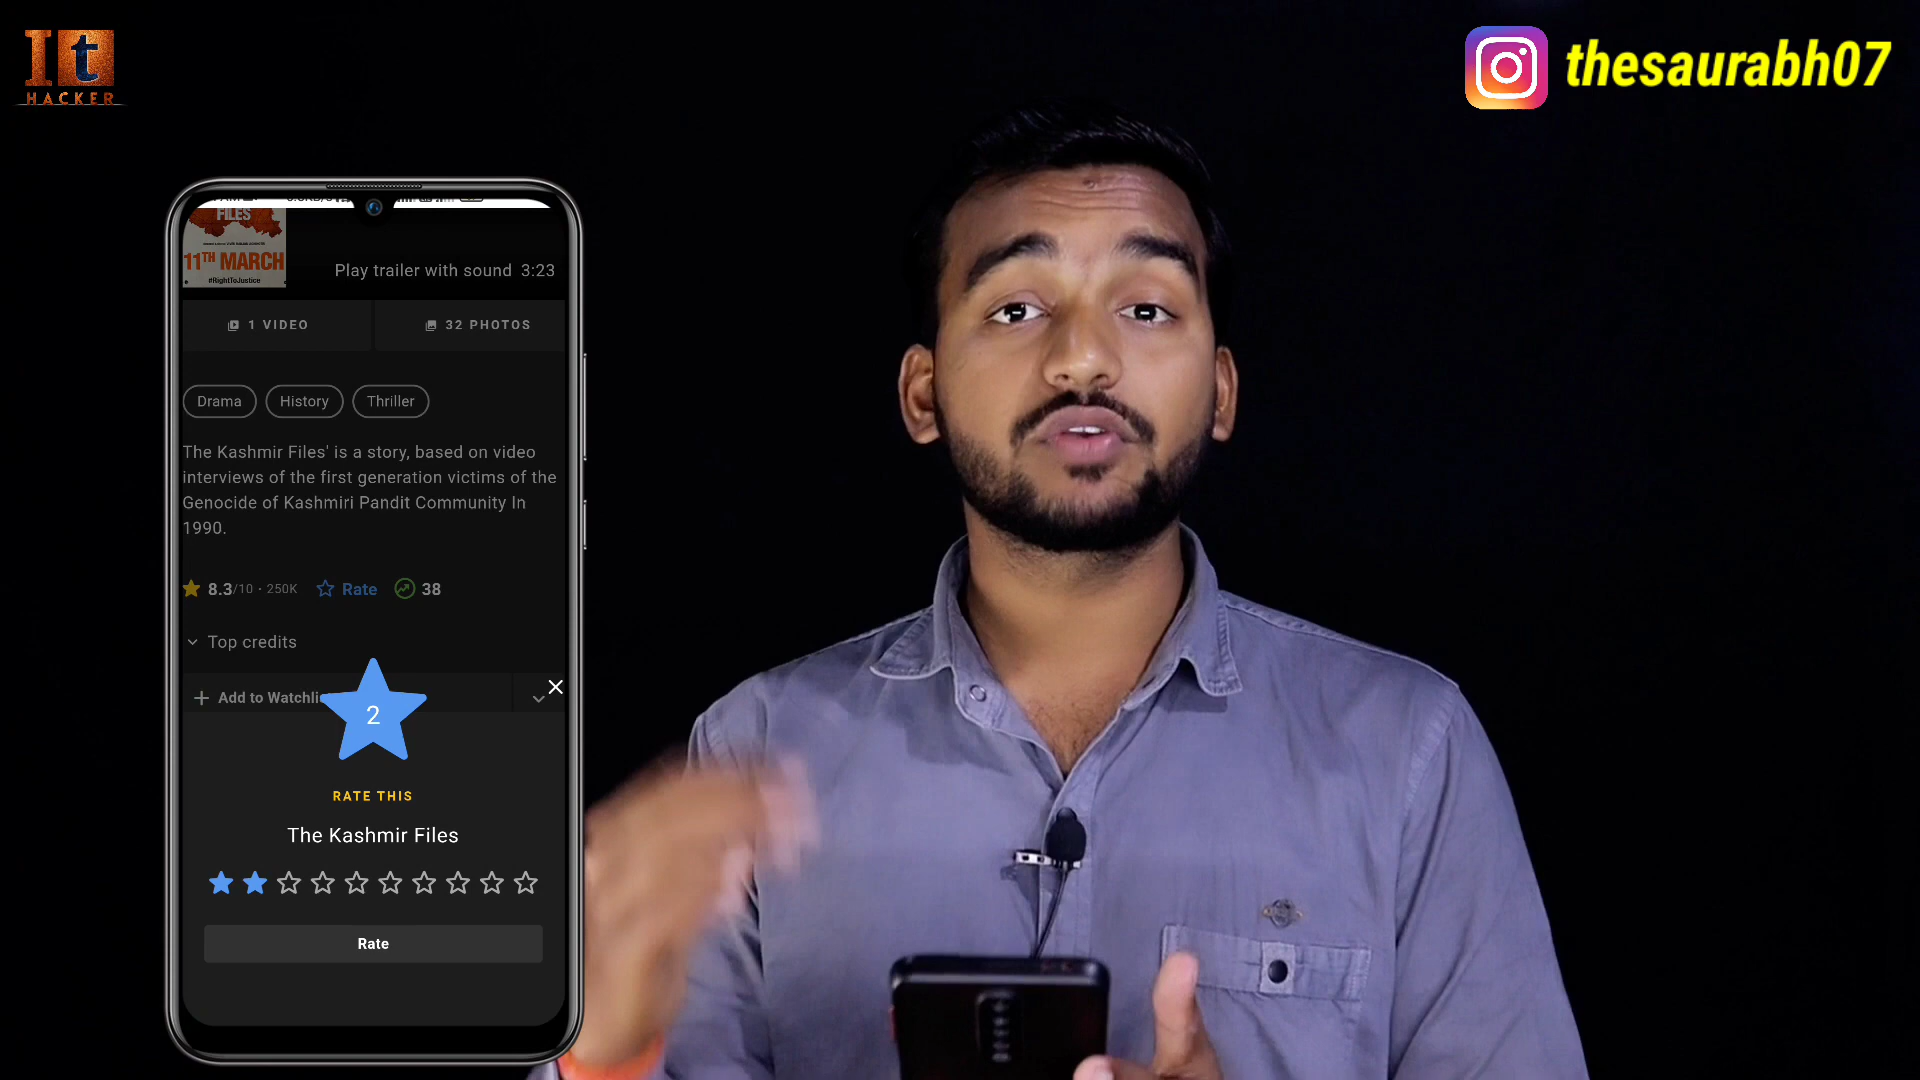 It
HACKER
thesaurabh07
FILES
11TH MARCH
#RightToJustice
Play trailer with sound 3:23
1 VIDEO
32 PHOTOS
Drama
History
Thriller
The Kashmir Files' is a story, based on video
interviews of the first generation victims of the
Genocide of Kashmiri Pandit Community In
1990.
8.3/10 · 250K
Rate
38
Top credits
Add to Watchli
2
RATE THIS
The Kashmir Files
Rate